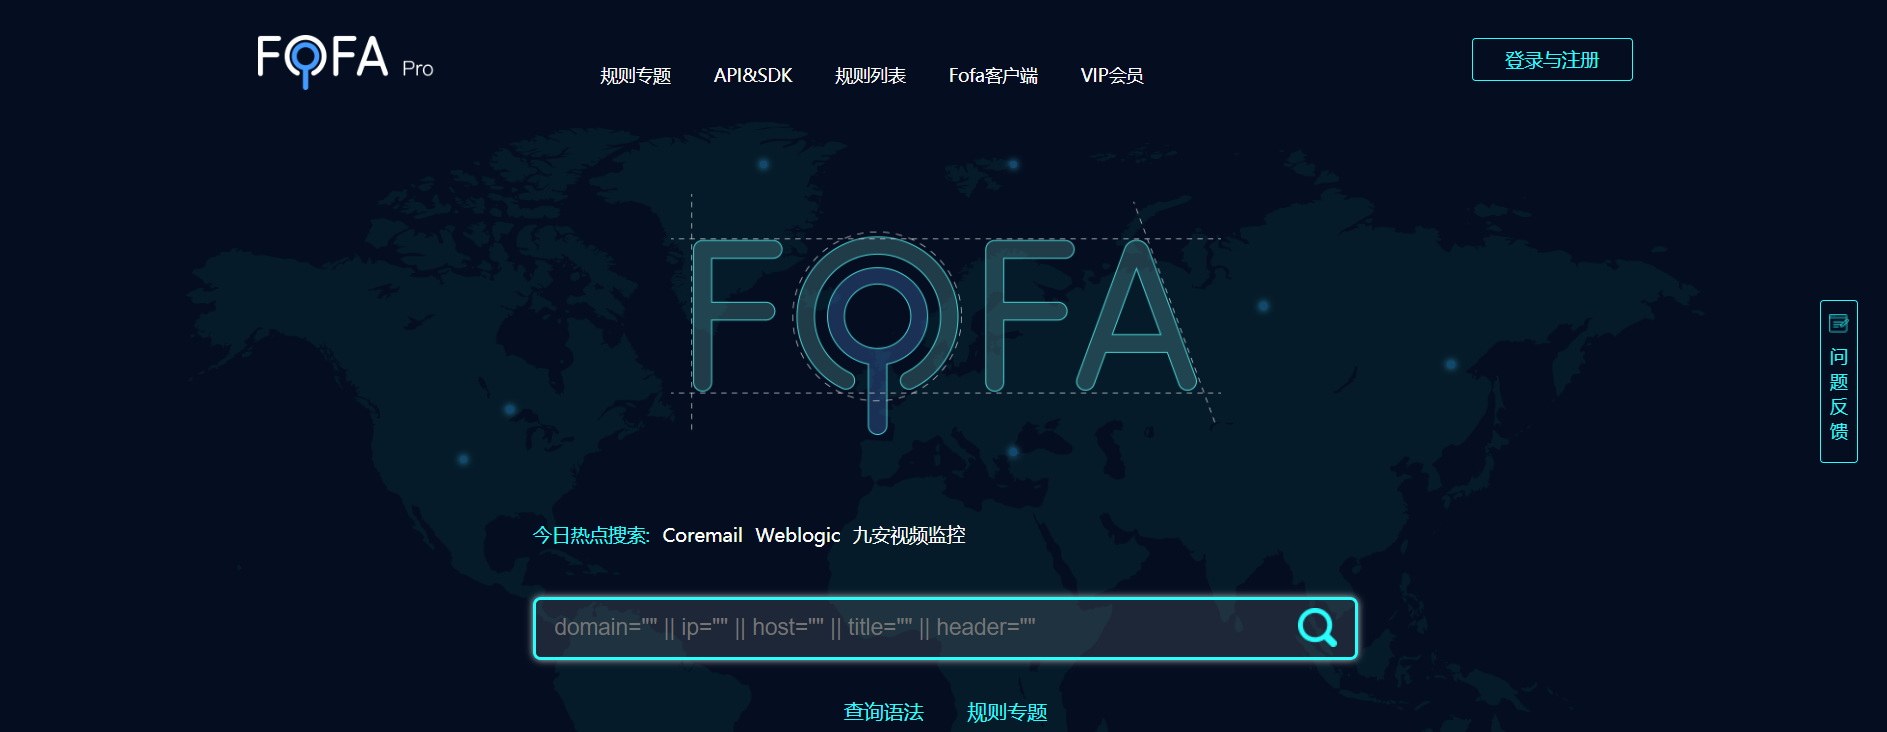 FOFA Pro
规则专题 API&SDK 规则列表 Fofa客户端 VIP会员
登录与注册
FOFA
问题反馈
今日热点搜索: Coremail Weblogic 九安视频监控
domain="" || ip="" || host="" || title="" || header=""
查询语法 规则专题